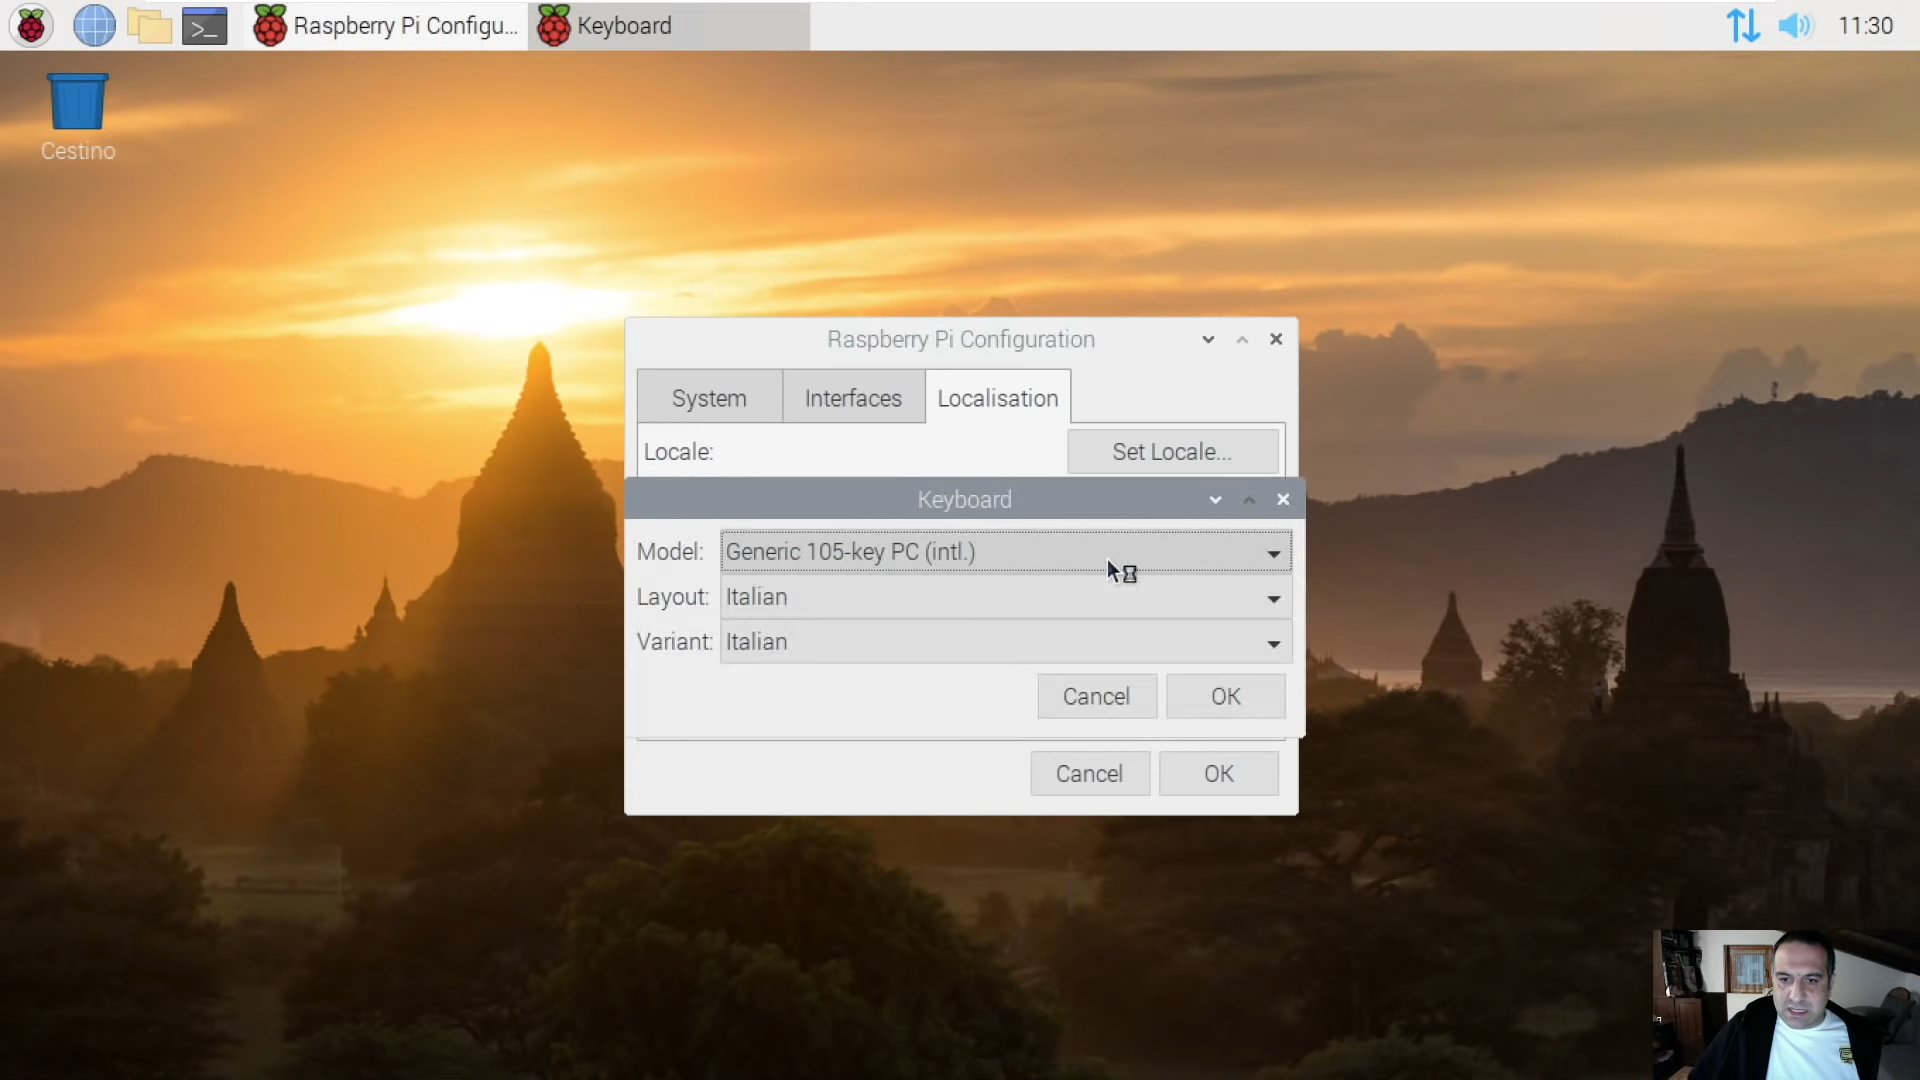 Raspberry Pi Configu...
Keyboard
11:30
Cestino
Raspberry Pi Configuration
System
Interfaces
Localisation
Locale:
Set Locale...
Keyboard
Model:
Generic 105-key PC (intl.)
Layout:
Italian
Variant:
Italian
Cancel
OK
Cancel
OK